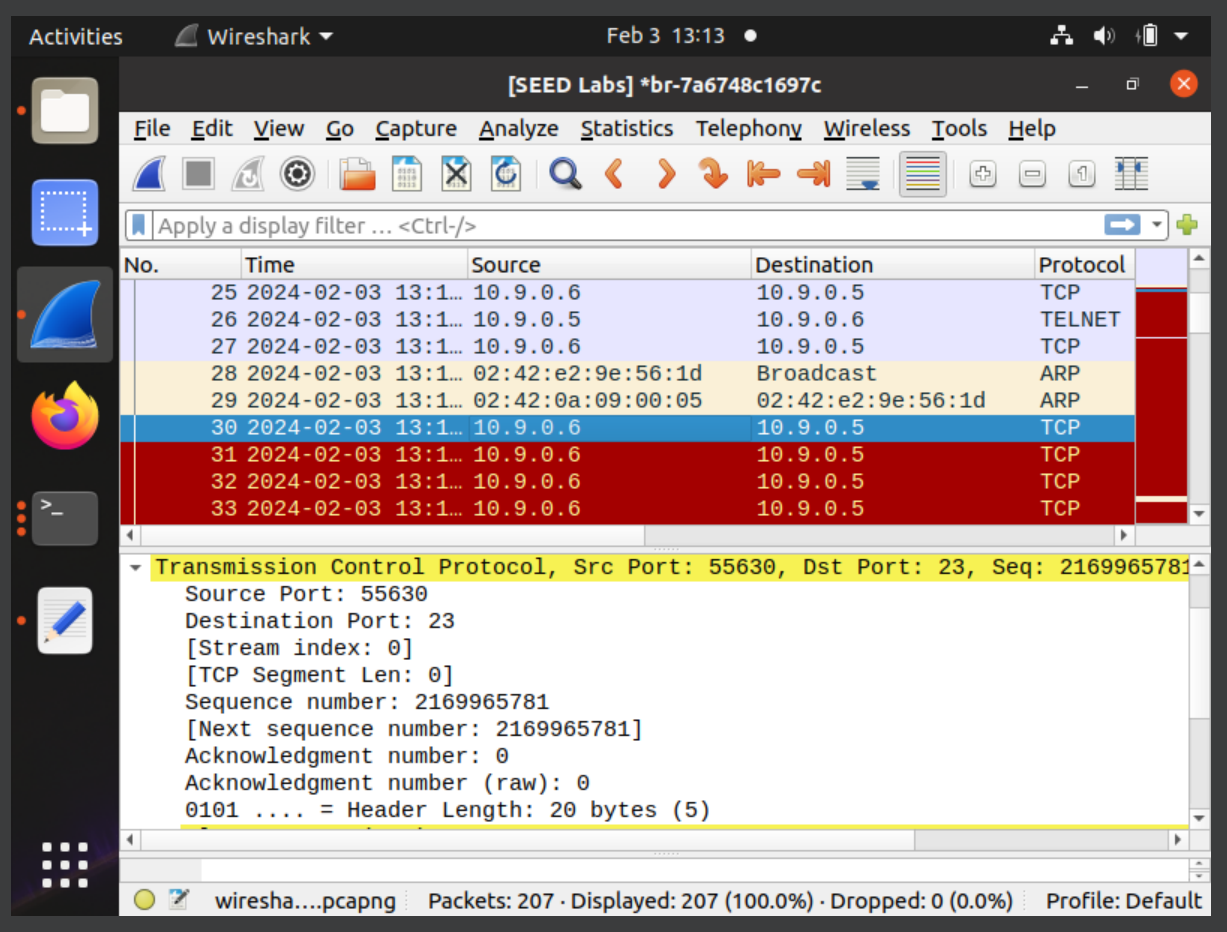 Activities Wireshark Feb 3 13:13
[SEED Labs] *br-7a6748c1697c
File Edit View Go Capture Analyze Statistics Telephony Wireless Tools Help
Apply a display filter … <Ctrl-/>
No. Time Source Destination Protocol
25 2024-02-03 13:1… 10.9.0.6 10.9.0.5 TCP
26 2024-02-03 13:1… 10.9.0.5 10.9.0.6 TELNET
27 2024-02-03 13:1… 10.9.0.6 10.9.0.5 TCP
28 2024-02-03 13:1… 02:42:e2:9e:56:1d Broadcast ARP
29 2024-02-03 13:1… 02:42:0a:09:00:05 02:42:e2:9e:56:1d ARP
30 2024-02-03 13:1… 10.9.0.6 10.9.0.5 TCP
31 2024-02-03 13:1… 10.9.0.6 10.9.0.5 TCP
32 2024-02-03 13:1… 10.9.0.6 10.9.0.5 TCP
33 2024-02-03 13:1… 10.9.0.6 10.9.0.5 TCP
Transmission Control Protocol, Src Port: 55630, Dst Port: 23, Seq: 2169965781
Source Port: 55630
Destination Port: 23
[Stream index: 0]
[TCP Segment Len: 0]
Sequence number: 2169965781
[Next sequence number: 2169965781]
Acknowledgment number: 0
Acknowledgment number (raw): 0
0101 .... = Header Length: 20 bytes (5)
wiresha….pcapng Packets: 207 · Displayed: 207 (100.0%) · Dropped: 0 (0.0%) Profile: Default